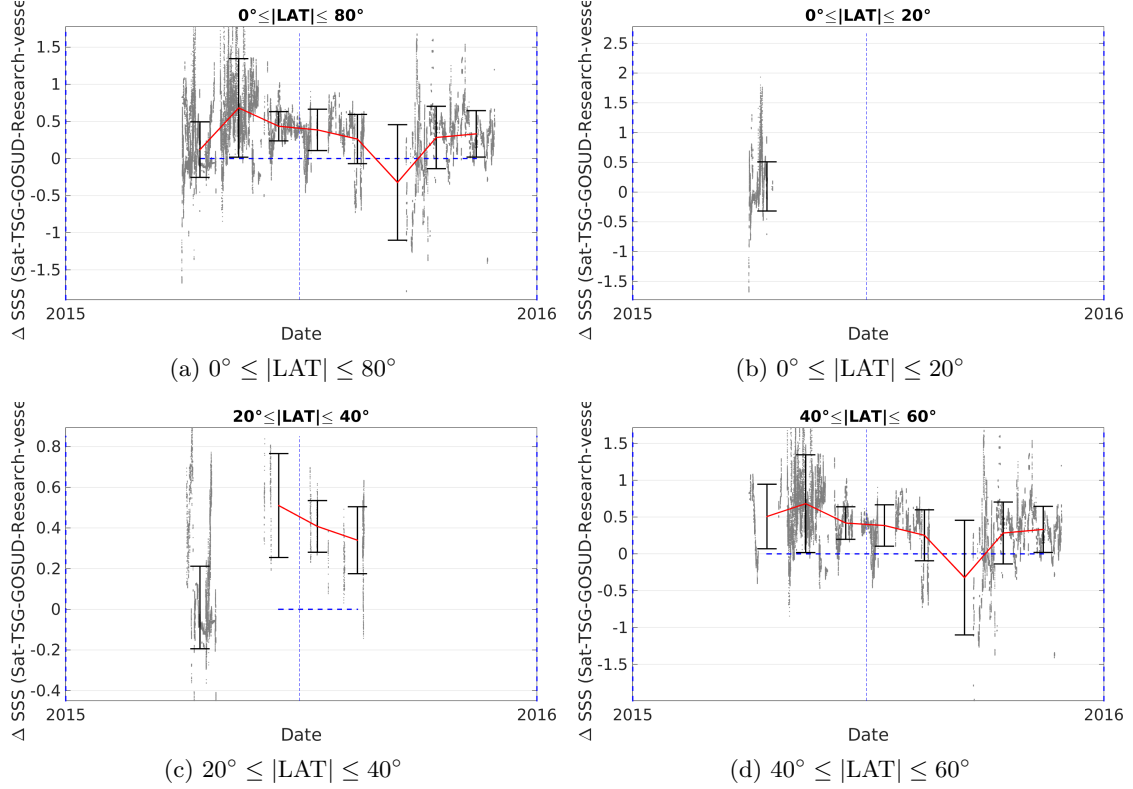 0°≤|LAT|≤ 80°
Δ SSS (Sat-TSG-GOSUD-Research-vesse
1.5
1
0.5
0
-0.5
-1
-1.5
2015
2016
Date
(a) 0° ≤ |LAT| ≤ 80°
0°≤|LAT|≤ 20°
Δ SSS (Sat-TSG-GOSUD-Research-vesse
2.5
2
1.5
1
0.5
0
-0.5
-1
-1.5
2015
2016
Date
(b) 0° ≤ |LAT| ≤ 20°
20°≤|LAT|≤ 40°
Δ SSS (Sat-TSG-GOSUD-Research-vesse
0.8
0.6
0.4
0.2
0
-0.2
-0.4
2015
2016
Date
(c) 20° ≤ |LAT| ≤ 40°
40°≤|LAT|≤ 60°
Δ SSS (Sat-TSG-GOSUD-Research-vesse
1.5
1
0.5
0
-0.5
-1
-1.5
2015
2016
Date
(d) 40° ≤ |LAT| ≤ 60°